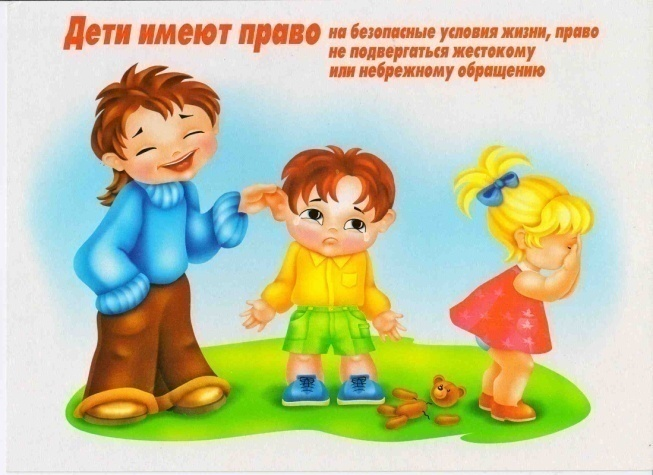 Дети имеют право на безопасные условия жизни, право
не подвергаться жестокому
или небрежному обращению